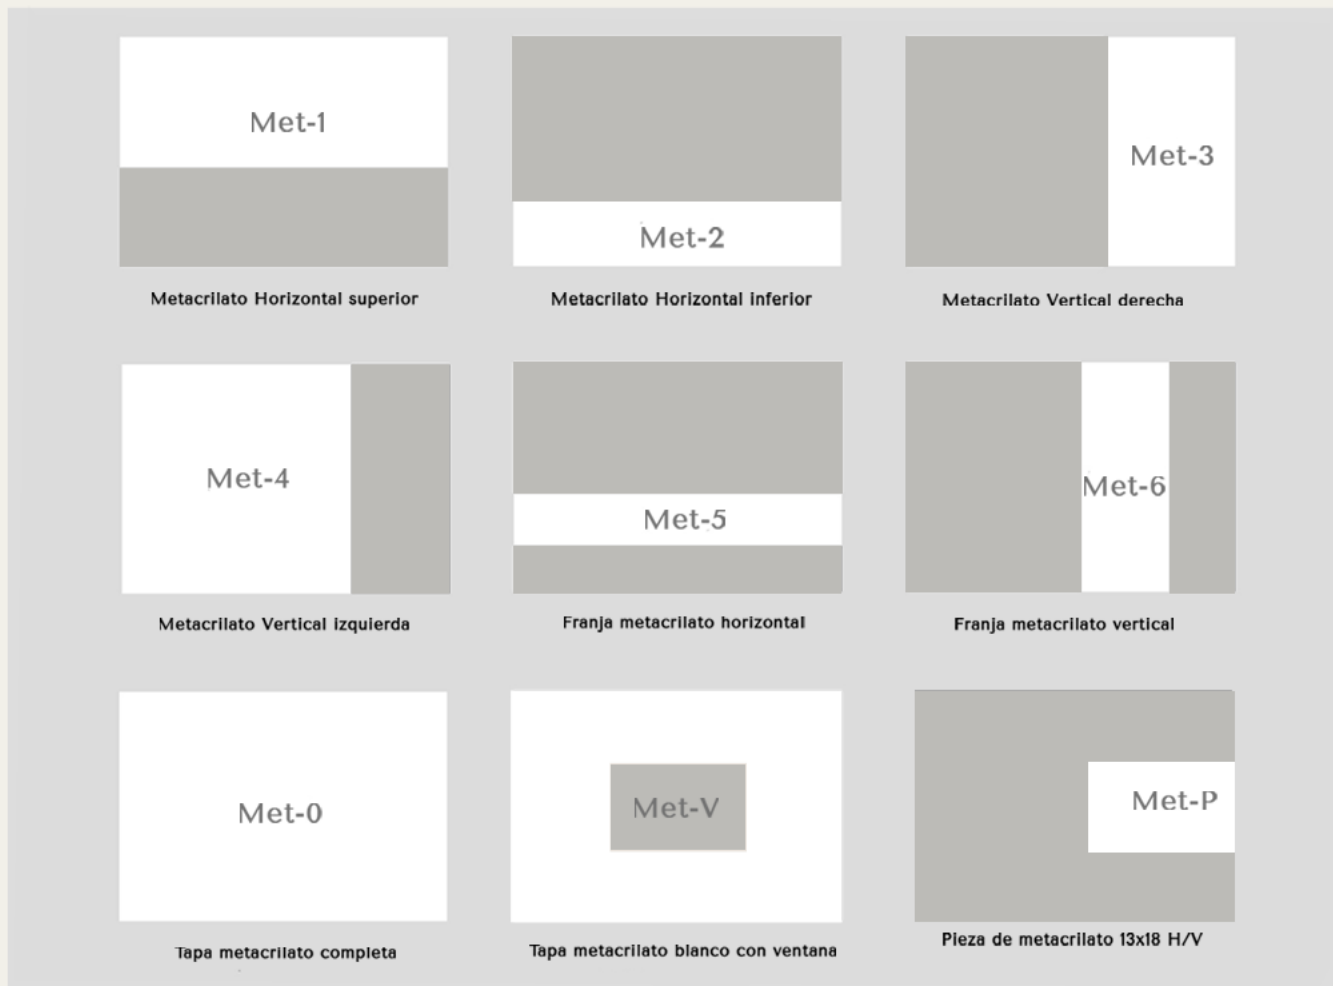 Met-1
Met-2
Met-3
Metacrilato Horizontal superior
Metacrilato Horizontal inferior
Metacrilato Vertical derecha
Met-4
Met-5
Met-6
Metacrilato Vertical izquierda
Franja metacrilato horizontal
Franja metacrilato vertical
Met-0
Met-V
Met-P
Tapa metacrilato completa
Tapa metacrilato blanco con ventana
Pieza de metacrilato 13x18 H/V